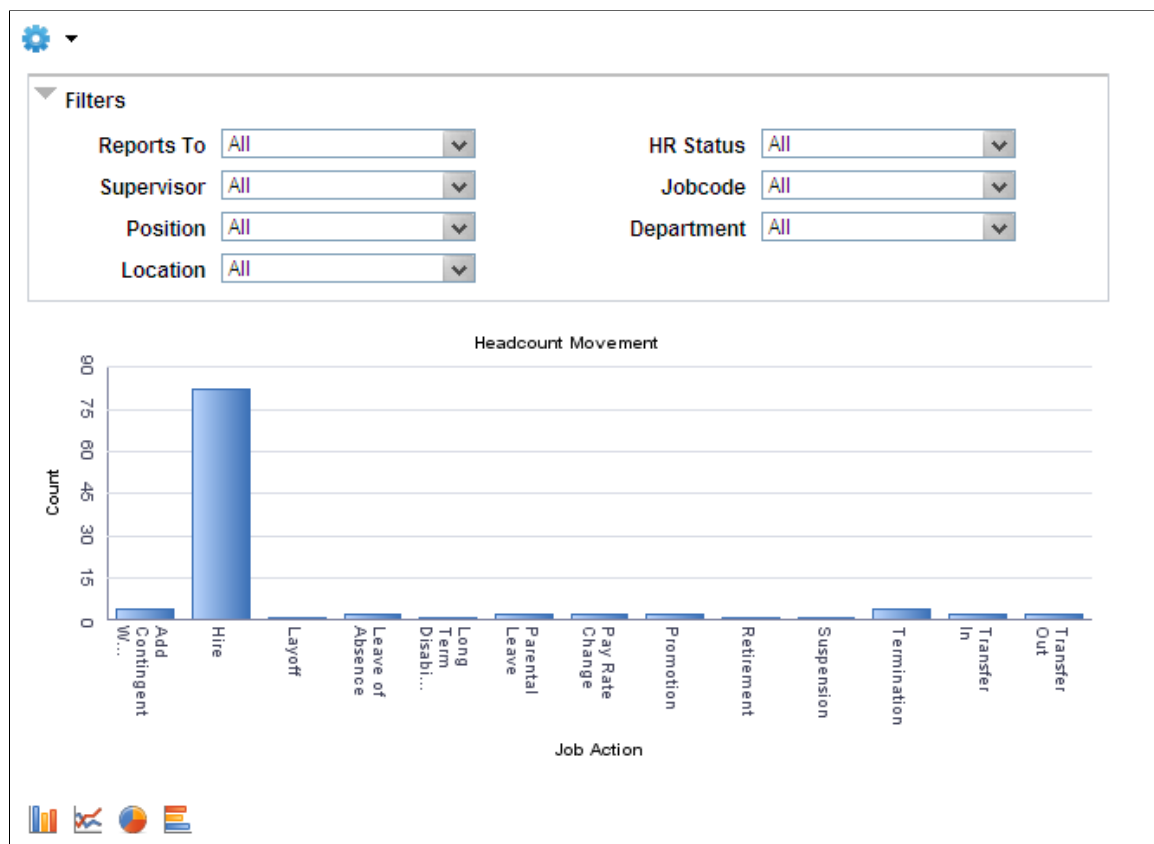 Filters
Reports To All
HR Status All
Supervisor All
Jobcode All
Position All
Department All
Location All
Headcount Movement
90
75
60
45
30
15
0
Count
Add
Contingent
W...
Hire
Layoff
Leave of
Absence
Long
Term
Disabi...
Parental
Leave
Pay Rate
Change
Promotion
Retirement
Suspension
Termination
Transfer
In
Transfer
Out
Job Action